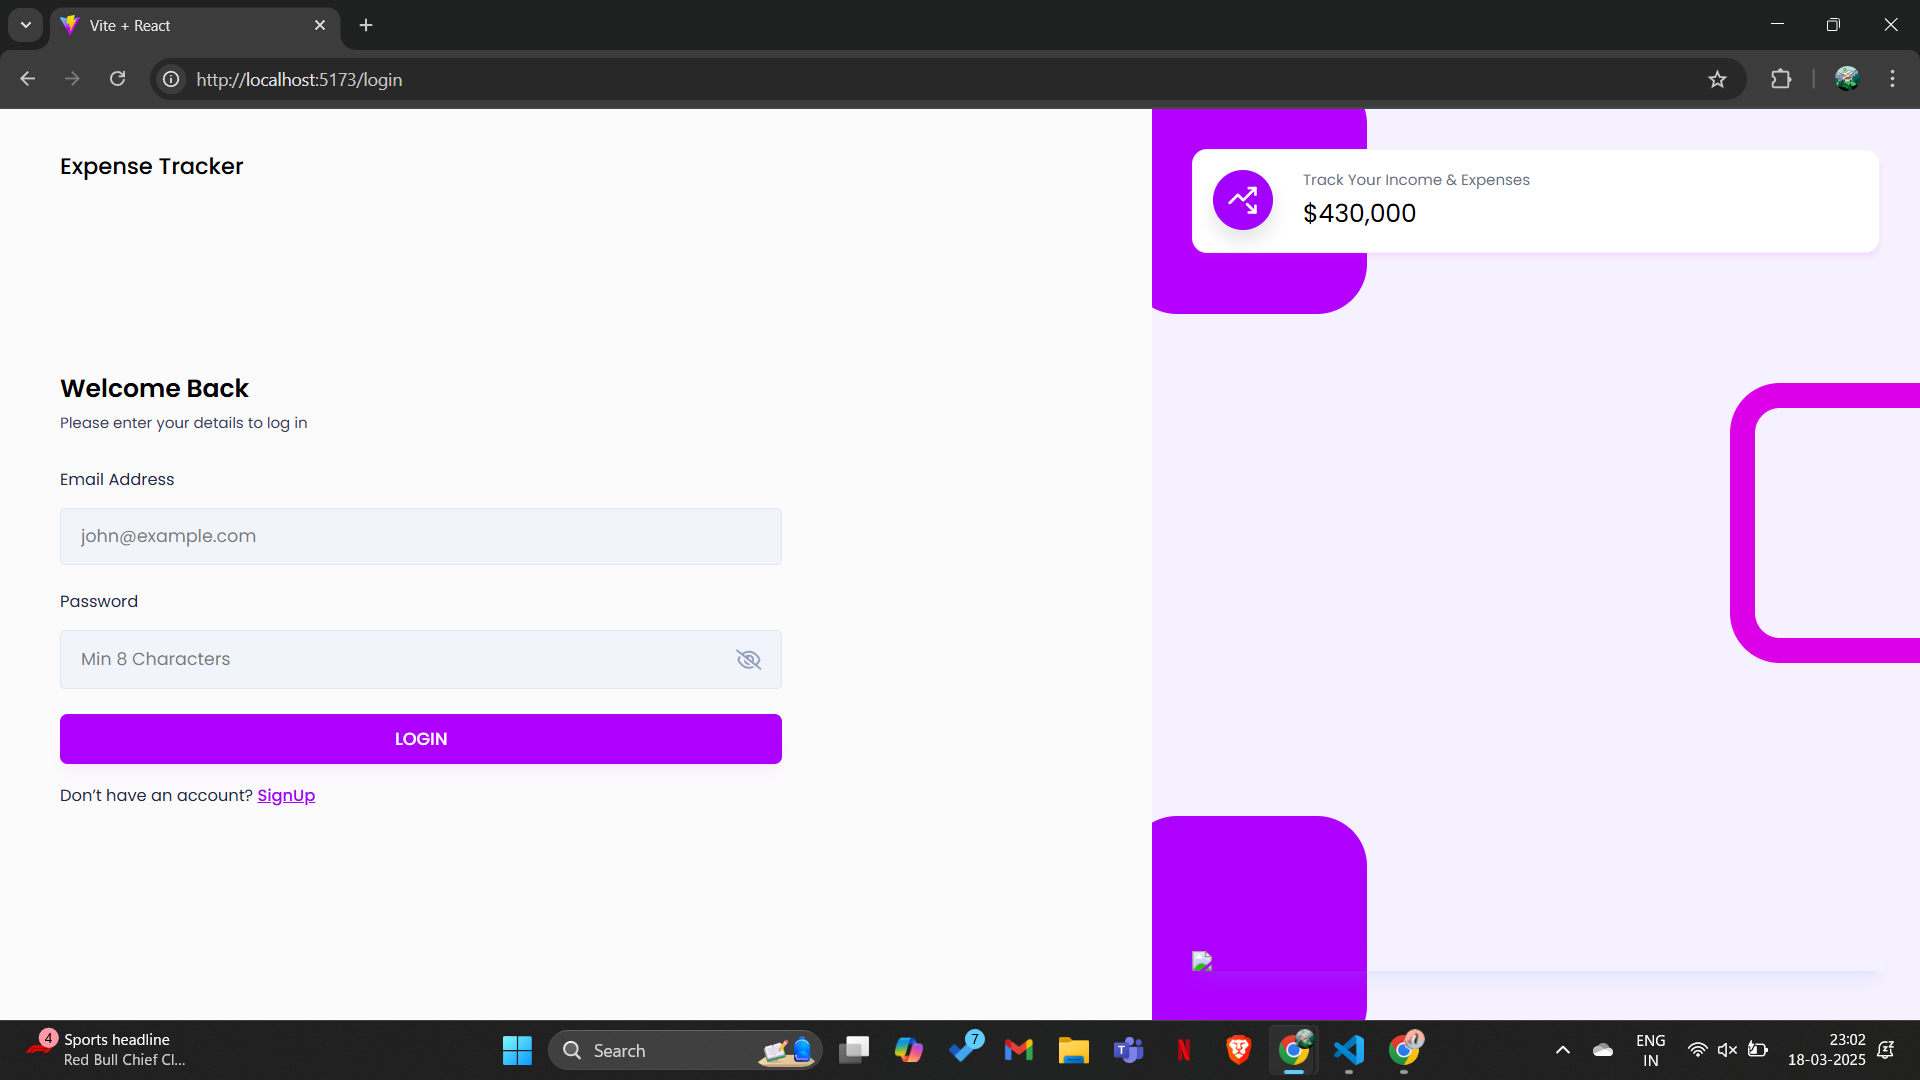 Vite + React
http://localhost:5173/login
Expense Tracker
Welcome Back
Please enter your details to log in
Email Address
john@example.com
Password
Min 8 Characters
LOGIN
Don’t have an account? SignUp
Track Your Income & Expenses
$430,000
4
Sports headline
Red Bull Chief Cl...
Search
7
T
N
ENG
IN
23:02
18-03-2025